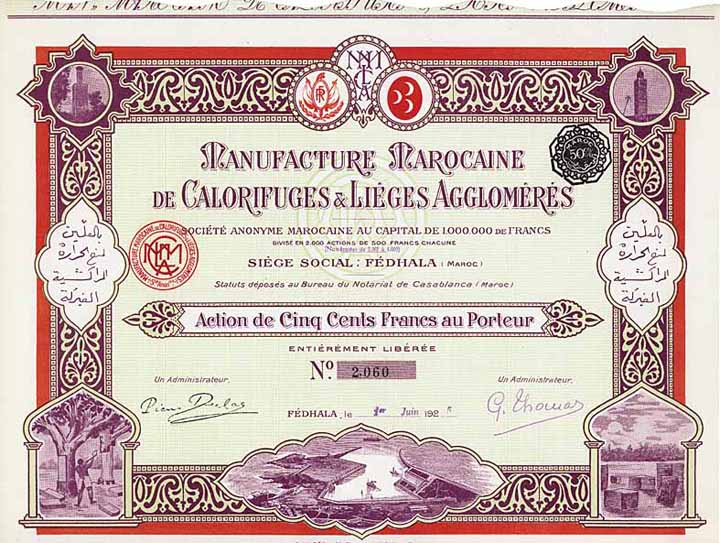 MANUFACTURE MAROCAINE
DE CALORIFUGES & LIÈGES AGGLOMÉRÉS
SOCIÉTÉ ANONYME MAROCAINE AU CAPITAL DE 1.000.000 DE FRANCS
DIVISÉ EN 2.000 ACTIONS DE 500 FRANCS CHACUNE
SIÈGE SOCIAL: FÉDHALA (MAROC)
Statuts déposés au Bureau du Notariat de Casablanca (Maroc)
Action de Cinq Cents Francs au Porteur
ENTIÈREMENT LIBÉRÉE
No. 2.060
Un Administrateur. Un Administrateur.
FÉDHALA, le 1er Juin 192
G. Thomas
الشركة